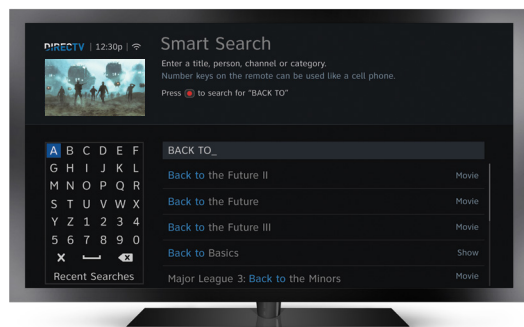 DIRECTV | 12:30p |
Smart Search
Enter a title, person, channel or category.
Number keys on the remote can be used like a cell phone.
Press to search for "BACK TO"
A B C D E F
G H I J K L
M N O P Q R
S T U V W X
Y Z 1 2 3 4
5 6 7 8 9 0
Recent Searches
BACK TO_
Back to the Future II Movie
Back to the Future Movie
Back to the Future III Movie
Back to Basics Show
Major League 3: Back to the Minors Movie